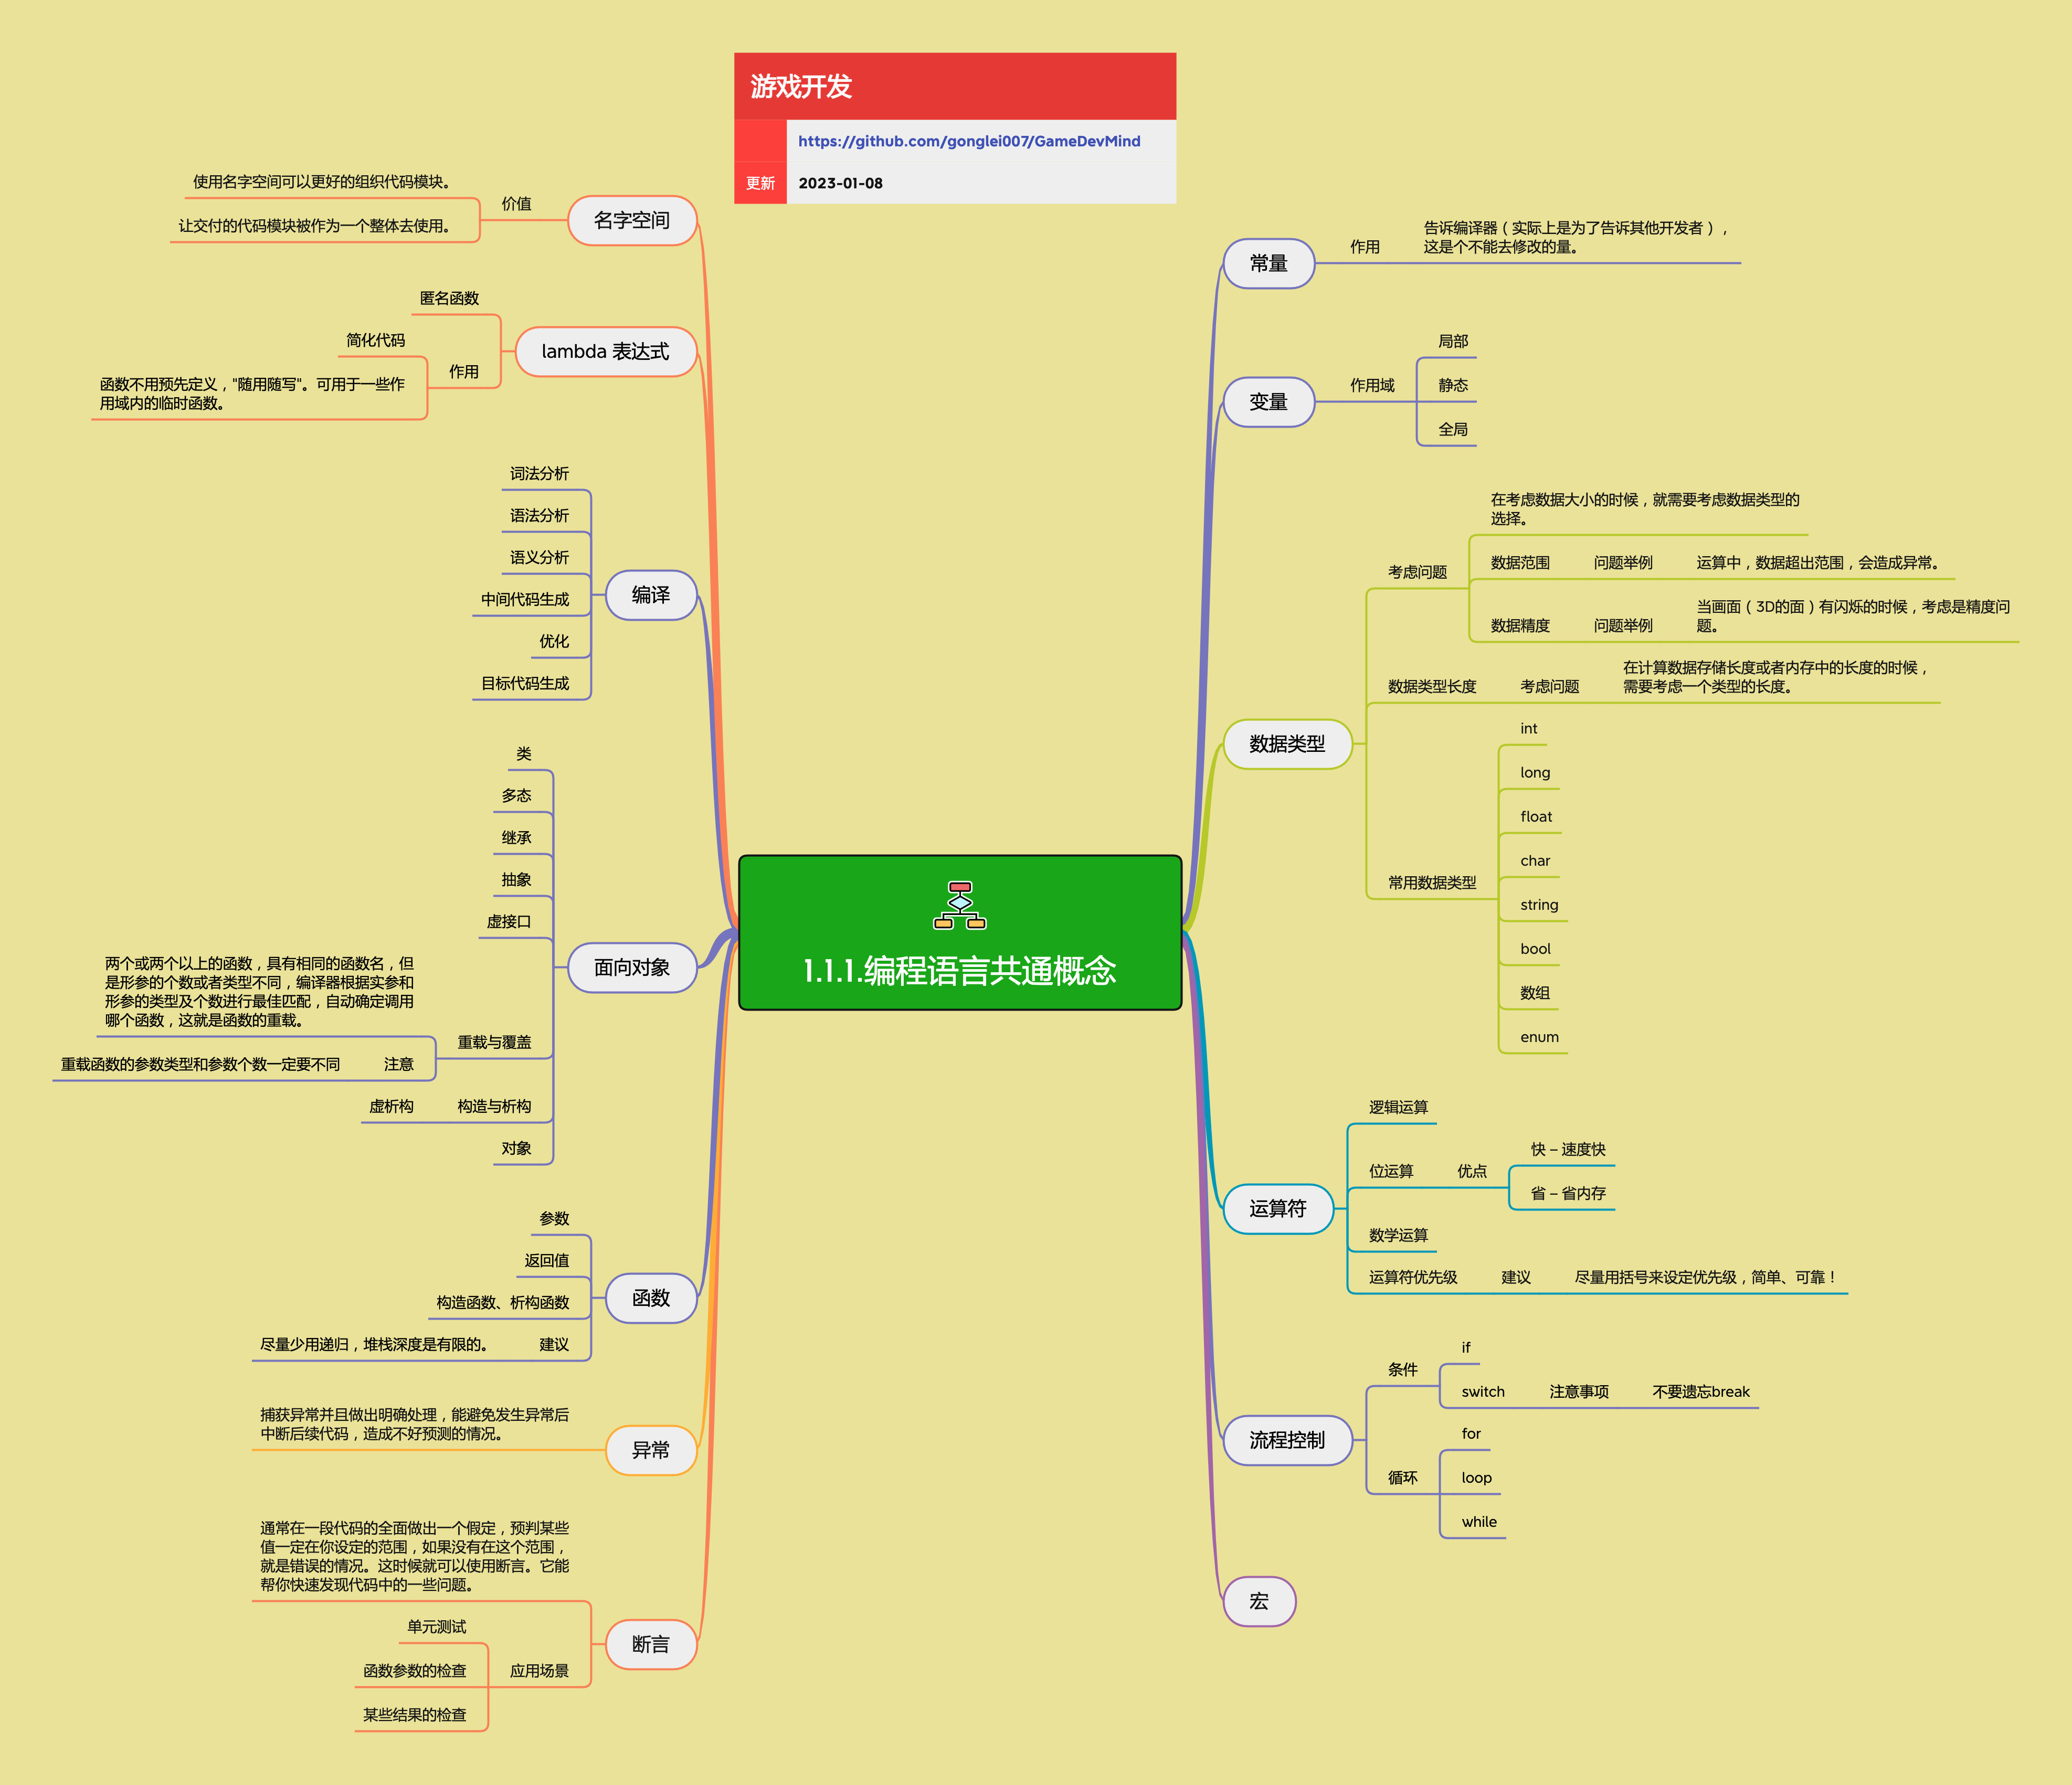 游戏开发
https://github.com/gonglei007/GameDevMind
更新
2023-01-08
1.1.1.编程语言共通概念
常量
作用
告诉编译器（实际上是为了告诉其他开发者），
这是个不能去修改的量。
变量
作用域
局部
静态
全局
数据类型
考虑问题
在考虑数据大小的时候，就需要考虑数据类型的
选择。
数据范围
问题举例
运算中，数据超出范围，会造成异常。
数据精度
问题举例
当画面（3D的面）有闪烁的时候，考虑是精度问
题。
数据类型长度
考虑问题
在计算数据存储长度或者内存中的长度的时候，
需要考虑一个类型的长度。
常用数据类型
int
long
float
char
string
bool
数组
enum
运算符
逻辑运算
位运算
优点
快 – 速度快
省 – 省内存
数学运算
运算符优先级
建议
尽量用括号来设定优先级，简单、可靠！
流程控制
条件
if
switch
注意事项
不要遗忘break
循环
for
loop
while
宏
名字空间
价值
使用名字空间可以更好的组织代码模块。
让交付的代码模块被作为一个整体去使用。
lambda 表达式
匿名函数
作用
简化代码
函数不用预先定义，"随用随写"。可用于一些作
用域内的临时函数。
编译
词法分析
语法分析
语义分析
中间代码生成
优化
目标代码生成
面向对象
类
多态
继承
抽象
虚接口
重载与覆盖
两个或两个以上的函数，具有相同的函数名，但
是形参的个数或者类型不同，编译器根据实参和
形参的类型及个数进行最佳匹配，自动确定调用
哪个函数，这就是函数的重载。
注意
重载函数的参数类型和参数个数一定要不同
构造与析构
虚析构
对象
函数
参数
返回值
构造函数、析构函数
建议
尽量少用递归，堆栈深度是有限的。
异常
捕获异常并且做出明确处理，能避免发生异常后
中断后续代码，造成不好预测的情况。
断言
通常在一段代码的全面做出一个假定，预判某些
值一定在你设定的范围，如果没有在这个范围，
就是错误的情况。这时候就可以使用断言。它能
帮你快速发现代码中的一些问题。
应用场景
单元测试
函数参数的检查
某些结果的检查